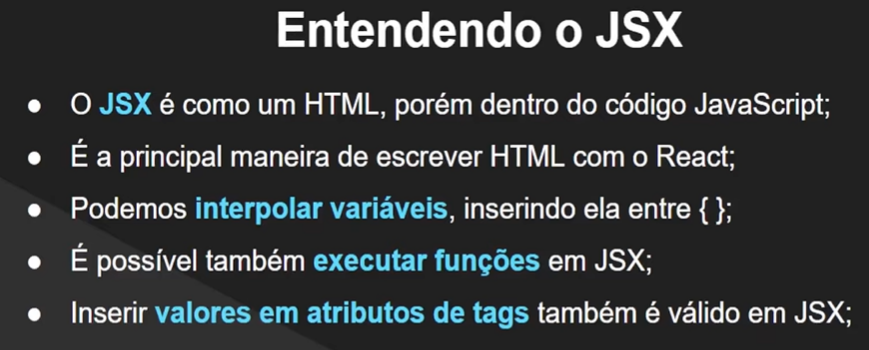 Entendendo o JSX
● O JSX é como um HTML, porém dentro do código JavaScript;
● É a principal maneira de escrever HTML com o React;
● Podemos interpolar variáveis, inserindo ela entre { };
● É possível também executar funções em JSX;
● Inserir valores em atributos de tags também é válido em JSX;